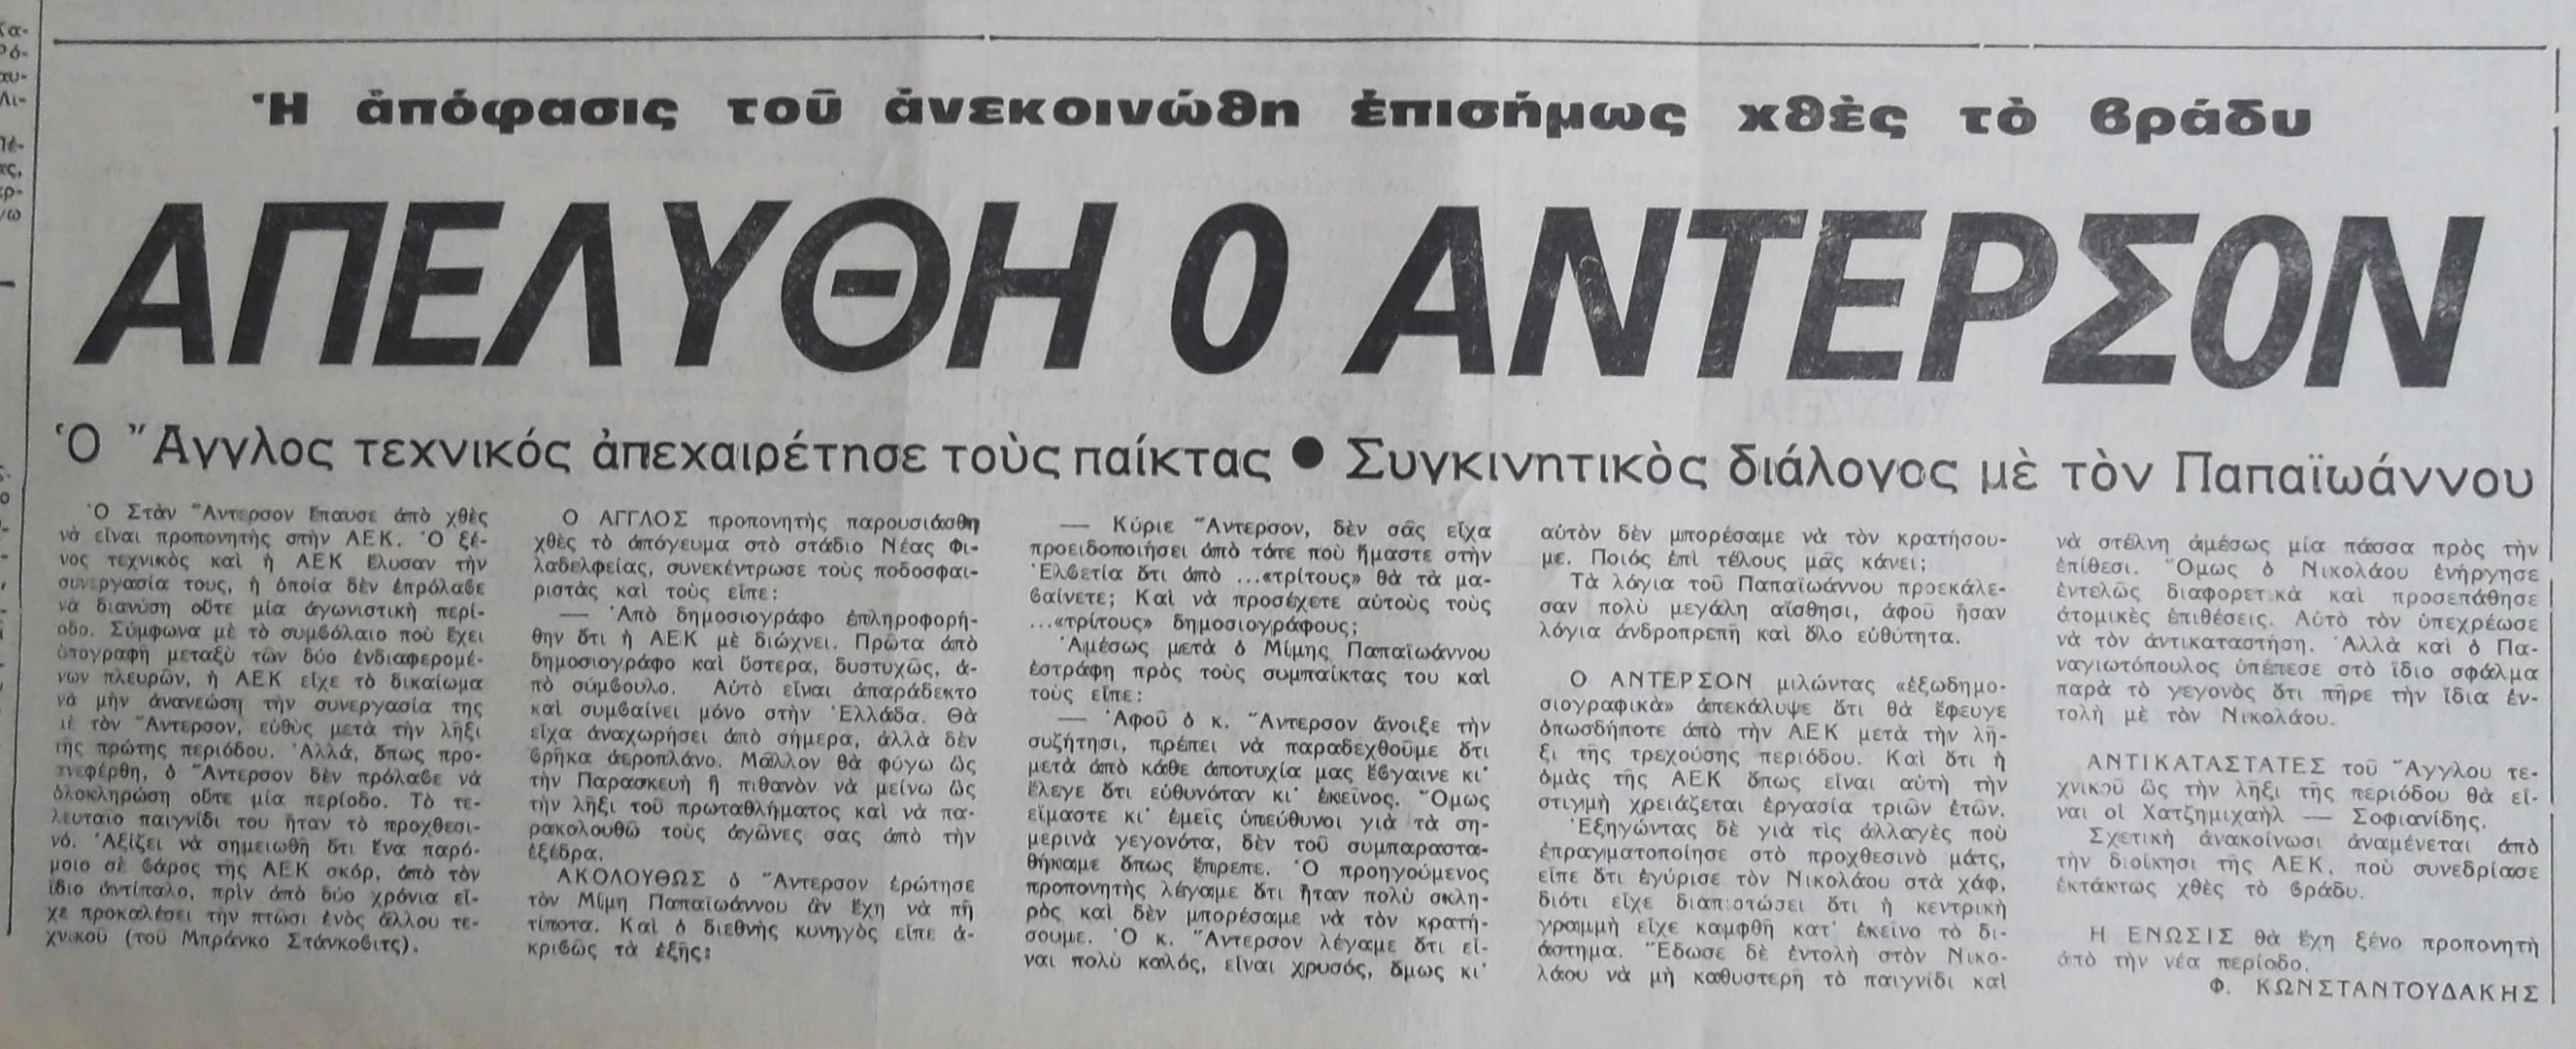 Ἡ ἀπόφασις τοῦ ἀνεκοινώθη ἐπισήμως χθὲς τὸ βράδυ
ΑΠΕΛΥΘΗ Ο ΑΝΤΕΡΣΟΝ
Ὁ Ἄγγλος τεχνικός ἀπεχαιρέτησε τοὺς παίκτας ● Συγκινητικὸς διάλογος μὲ τὸν Παπαϊωάννου
Ὁ Στὰν Ἄντερσον ἔπαυσε ἀπὸ χθὲς
νὰ εἶναι προπονητὴς στὴν ΑΕΚ. Ὁ ξέ-
νος τεχνικὸς καὶ ἡ ΑΕΚ ἔλυσαν τὴν
συνεργασία τους, ἡ ὁποία δὲν ἐπρόλαβε
νὰ διανύση οὔτε μία ἀγωνιστικὴ περί-
οδο. Σύμφωνα μὲ τὸ συμβόλαιο ποὺ ἔχει
ὑπογραφῆ μεταξὺ τῶν δύο ἐνδιαφερομέ-
νων πλευρῶν, ἡ ΑΕΚ εἶχε τὸ δικαίωμα
νὰ μὴν ἀνανεώση τὴν συνεργασία της
μὲ τὸν Ἄντερσον, εὐθὺς μετὰ τὴν λῆξι
τῆς πρώτης περιόδου. Ἀλλά, ὅπως προ-
ανεφέρθη, ὁ Ἄντερσον δὲν πρόλαβε νὰ
ὁλοκληρώση οὔτε μία περίοδο. Τὸ τε-
λευταῖο παιγνίδι του ἦταν τὸ προχθεσι-
νό. Ἀξίζει νὰ σημειωθῆ ὅτι ἕνα παρό-
μοιο σὲ βάρος τῆς ΑΕΚ σκόρ, ἀπὸ τὸν
ἴδιο ἀντίπαλο, πρὶν ἀπὸ δύο χρόνια εἶ-
χε προκαλέσει τὴν πτῶσι ἑνὸς ἄλλου τε-
χνικοῦ (τοῦ Μπράνκο Στάνκοβιτς).
Ο ΑΓΓΛΟΣ προπονητὴς παρουσιάσθη
χθὲς τὸ ἀπόγευμα στὸ στάδιο Νέας Φι-
λαδελφείας, συνεκέντρωσε τοὺς ποδοσφαι-
ριστὰς καὶ τοὺς εἶπε:
— Ἀπὸ δημοσιογράφο ἐπληροφορή-
θην ὅτι ἡ ΑΕΚ μὲ διώχνει. Πρῶτα ἀπὸ
δημοσιογράφο καὶ ὕστερα, δυστυχῶς, ἀ-
πὸ σύμβουλο. Αὐτὸ εἶναι ἀπαράδεκτο
καὶ συμβαίνει μόνο στὴν Ἑλλάδα. Θὰ
εἶχα ἀναχωρήσει ἀπὸ σήμερα, ἀλλὰ δὲν
βρῆκα ἀεροπλάνο. Μᾶλλον θὰ φύγω ὣς
τὴν Παρασκευὴ ἢ πιθανὸν νὰ μείνω ὣς
τὴν λῆξι τοῦ πρωταθλήματος καὶ νὰ πα-
ρακολουθῶ τοὺς ἀγῶνες σας ἀπὸ τὴν
ἐξέδρα.
ΑΚΟΛΟΥΘΩΣ ὁ Ἄντερσον ἐρώτησε
τὸν Μίμη Παπαϊωάννου ἂν ἔχη νὰ πῆ
τίποτα. Καὶ ὁ διεθνὴς κυνηγὸς εἶπε ἀ-
κριβῶς τὰ ἑξῆς:
— Κύριε Ἄντερσον, δὲν σᾶς εἶχα
προειδοποιήσει ἀπὸ τότε ποὺ ἤμαστε στὴν
Ἑλβετία ὅτι ἀπὸ ...«τρίτους» θὰ τὰ μα-
θαίνετε; Καὶ νὰ προσέχετε αὐτοὺς τοὺς
...«τρίτους» δημοσιογράφους;
Ἀμέσως μετὰ ὁ Μίμης Παπαϊωάννου
ἐστράφη πρὸς τοὺς συμπαίκτας του καὶ
τοὺς εἶπε:
— Ἀφοῦ ὁ κ. Ἄντερσον ἄνοιξε τὴν
συζήτησι, πρέπει νὰ παραδεχθοῦμε ὅτι
μετὰ ἀπὸ κάθε ἀποτυχία μας ἔβγαινε κι᾽
ἔλεγε ὅτι εὐθυνόταν κι᾽ ἐκεῖνος. Ὅμως
εἴμαστε κι᾽ ἐμεῖς ὑπεύθυνοι γιὰ τὰ ση-
μερινὰ γεγονότα, δὲν τοῦ συμπαραστα-
θήκαμε ὅπως ἔπρεπε. Ὁ προηγούμενος
προπονητὴς λέγαμε ὅτι ἦταν πολὺ σκλη-
ρὸς καὶ δὲν μπορέσαμε νὰ τὸν κρατή-
σουμε. Ὁ κ. Ἄντερσον λέγαμε ὅτι εἶ-
ναι πολὺ καλός, εἶναι χρυσός, ὅμως κι᾽
αὐτὸν δὲν μπορέσαμε νὰ τὸν κρατήσου-
με. Ποιός ἐπὶ τέλους μᾶς κάνει;
Τὰ λόγια τοῦ Παπαϊωάννου προεκάλε-
σαν πολὺ μεγάλη αἴσθησι, ἀφοῦ ἦσαν
λόγια ἀνδροπρεπῆ καὶ ὅλο εὐθύτητα.
Ο ΑΝΤΕΡΣΟΝ μιλώντας «ἐξωδημο-
σιογραφικὰ» ἀπεκάλυψε ὅτι θὰ ἔφευγε
ὁπωσδήποτε ἀπὸ τὴν ΑΕΚ μετὰ τὴν λῆ-
ξι τῆς τρεχούσης περιόδου. Καὶ ὅτι ἡ
ὁμὰς τῆς ΑΕΚ ὅπως εἶναι αὐτὴ τὴν
στιγμὴ χρειάζεται ἐργασία τριῶν ἐτῶν.
Ἐξηγώντας δὲ γιὰ τὶς ἀλλαγὲς ποὺ
ἐπραγματοποίησε στὸ προχθεσινὸ μάτς,
εἶπε ὅτι ἐγύρισε τὸν Νικολάου στὰ χάφ,
διότι εἶχε διαπιστώσει ὅτι ἡ κεντρικὴ
γραμμὴ εἶχε καμφθῆ κατ᾽ ἐκεῖνο τὸ δι-
άστημα. Ἔδωσε δὲ ἐντολὴ στὸν Νικο-
λάου νὰ μὴ καθυστερῆ τὸ παιγνίδι καὶ
νὰ στέλνη ἀμέσως μία πάσσα πρὸς τὴν
ἐπίθεσι. Ὅμως ὁ Νικολάου ἐνήργησε
ἐντελῶς διαφορετικὰ καὶ προσεπάθησε
ἀτομικὲς ἐπιθέσεις. Αὐτὸ τὸν ὑπεχρέωσε
νὰ τὸν ἀντικαταστήση. Ἀλλὰ καὶ ὁ Πα-
ναγιωτόπουλος ὑπέπεσε στὸ ἴδιο σφάλμα
παρὰ τὸ γεγονὸς ὅτι πῆρε τὴν ἴδια ἐν-
τολὴ μὲ τὸν Νικολάου.
ΑΝΤΙΚΑΤΑΣΤΑΤΕΣ τοῦ Ἄγγλου τε-
χνικοῦ ὣς τὴν λῆξι τῆς περιόδου θὰ εἶ-
ναι οἱ Χατζημιχαὴλ — Σοφιανίδης.
Σχετικὴ ἀνακοίνωσι ἀναμένεται ἀπὸ
τὴν διοίκησι τῆς ΑΕΚ, ποὺ συνεδρίασε
ἐκτάκτως χθὲς τὸ βράδυ.
Η ΕΝΩΣΙΣ θὰ ἔχη ξένο προπονητὴ
ἀπὸ τὴν νέα περίοδο.
Φ. ΚΩΝΣΤΑΝΤΟΥΔΑΚΗΣ